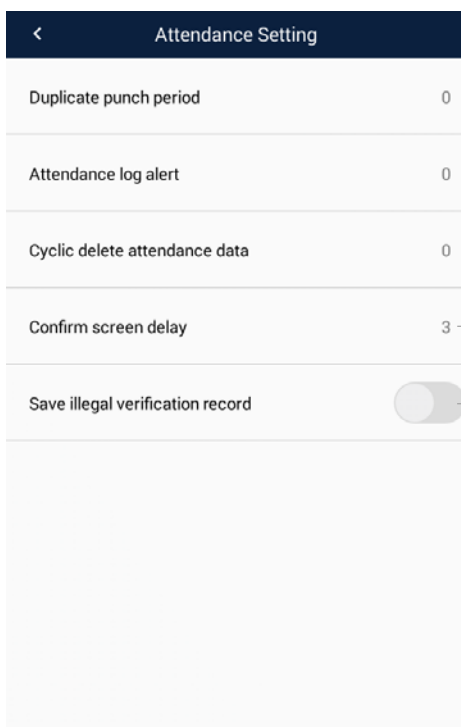 Attendance Setting
Duplicate punch period 0
Attendance log alert 0
Cyclic delete attendance data 0
Confirm screen delay 3
Save illegal verification record